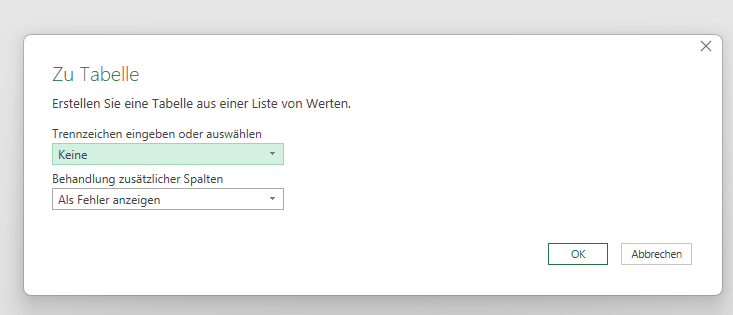 Zu Tabelle
Erstellen Sie eine Tabelle aus einer Liste von Werten.
Trennzeichen eingeben oder auswählen
Keine
Behandlung zusätzlicher Spalten
Als Fehler anzeigen
OK
Abbrechen